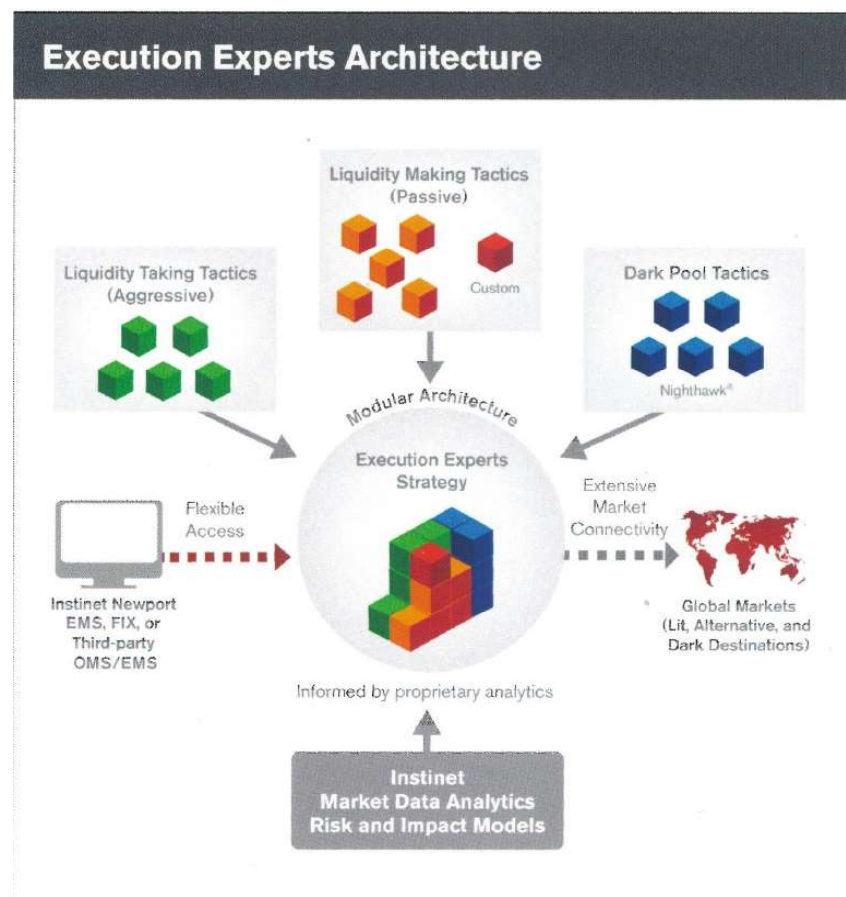 Execution Experts Architecture
Liquidity Making Tactics
(Passive)
Custom
Liquidity Taking Tactics
(Aggressive)
Dark Pool Tactics
Nighthawk®
Modular Architecture
Execution Experts
Strategy
Flexible
Access
Extensive
Market
Connectivity
Instinet Newport
EMS, FIX, or
Third-party
OMS/EMS
Global Markets
(Lit, Alternative, and
Dark Destinations)
Informed by proprietary analytics
Instinet
Market Data Analytics
Risk and Impact Models